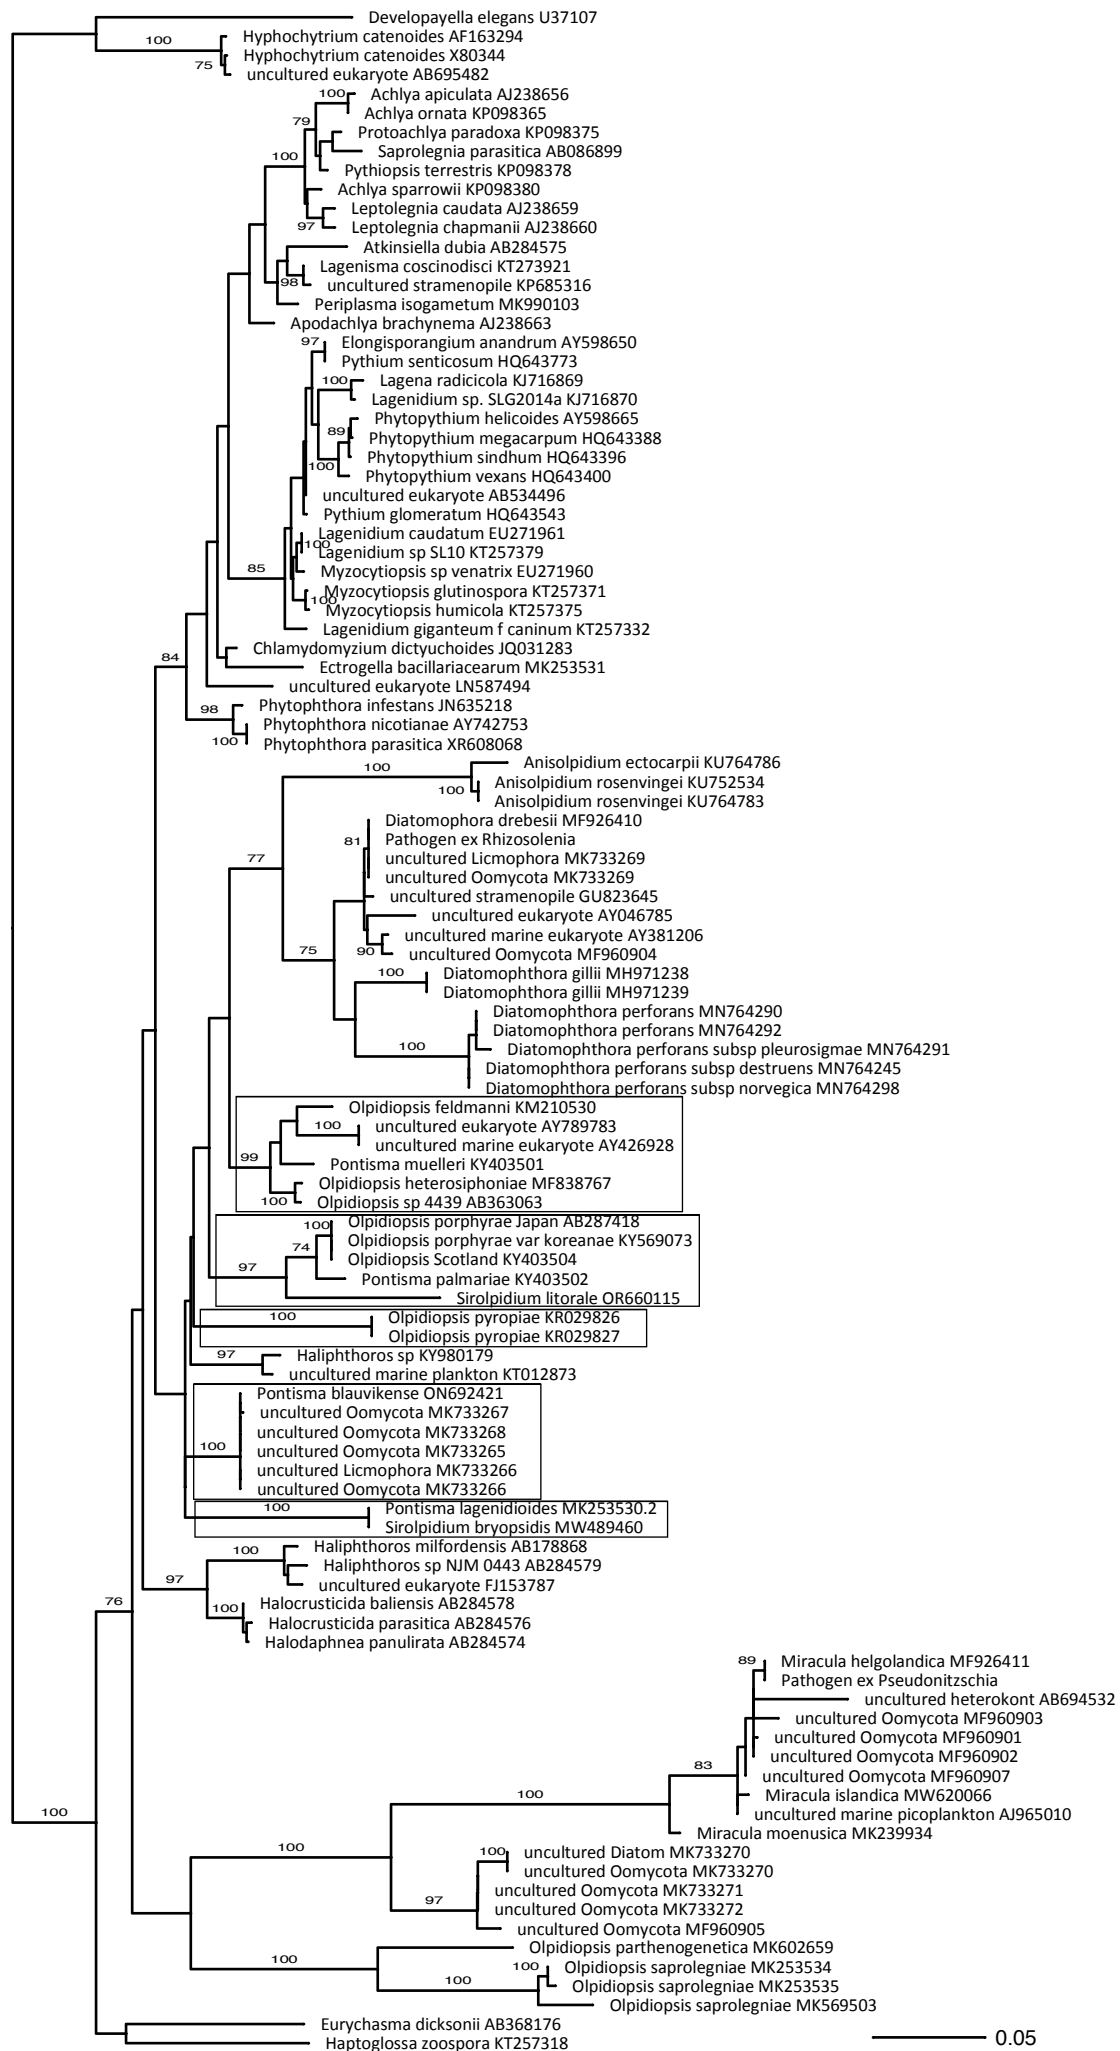 Developayella elegans U37107
100
Hyphochytrium catenoides AF163294
Hyphochytrium catenoides X80344
75
uncultured eukaryote AB695482
100
Achlya apiculata AJ238656
Achlya ornata KP098365
79
Protoachlya paradoxa KP098375
Saprolegnia parasitica AB086899
100
Pythiopsis terrestris KP098378
Achlya sparrowii KP098380
Leptolegnia caudata AJ238659
97
Leptolegnia chapmanii AJ238660
Atkinsiella dubia AB284575
Lagenisma coscinodisci KT273921
98
uncultured stramenopile KP685316
Periplasma isogametum MK990103
Apodachlya brachynema AJ238663
97
Elongisporangium anandrum AY598650
Pythium senticosum HQ643773
100
Lagena radicicola KJ716869
Lagenidium sp. SLG2014a KJ716870
Phytopythium helicoides AY598665
89
Phytopythium megacarpum HQ643388
Phytopythium sindhum HQ643396
100
Phytopythium vexans HQ643400
uncultured eukaryote AB534496
Pythium glomeratum HQ643543
Lagenidium caudatum EU271961
100
Lagenidium sp SL10 KT257379
85
Myzocytiopsis sp venatrix EU271960
Myzocytiopsis glutinospora KT257371
100
Myzocytiopsis humicola KT257375
Lagenidium giganteum f caninum KT257332
Chlamydomyzium dictyuchoides JQ031283
84
Ectrogella bacillariacearum MK253531
uncultured eukaryote LN587494
98
Phytophthora infestans JN635218
Phytophthora nicotianae AY742753
100
Phytophthora parasitica XR608068
100
Anisolpidium ectocarpii KU764786
Anisolpidium rosenvingei KU752534
100
Anisolpidium rosenvingei KU764783
Diatomophora drebesii MF926410
81
Pathogen ex Rhizosolenia
77
uncultured Licmophora MK733269
uncultured Oomycota MK733269
uncultured stramenopile GU823645
uncultured eukaryote AY046785
uncultured marine eukaryote AY381206
75
90
uncultured Oomycota MF960904
100
Diatomophthora gillii MH971238
Diatomophthora gillii MH971239
Diatomophthora perforans MN764290
Diatomophthora perforans MN764292
100
Diatomophthora perforans subsp pleurosigmae MN764291
Diatomophthora perforans subsp destruens MN764245
Diatomophthora perforans subsp norvegica MN764298
Olpidiopsis feldmanni KM210530
100
uncultured eukaryote AY789783
uncultured marine eukaryote AY426928
99
Pontisma muelleri KY403501
Olpidiopsis heterosiphoniae MF838767
100
Olpidiopsis sp 4439 AB363063
100
Olpidiopsis porphyrae Japan AB287418
Olpidiopsis porphyrae var koreanae KY569073
74
Olpidiopsis Scotland KY403504
97
Pontisma palmariae KY403502
Sirolpidium litorale OR660115
100
Olpidiopsis pyropiae KR029826
Olpidiopsis pyropiae KR029827
97
Haliphthoros sp KY980179
uncultured marine plankton KT012873
Pontisma blauvikense ON692421
uncultured Oomycota MK733267
uncultured Oomycota MK733268
100
uncultured Oomycota MK733265
uncultured Licmophora MK733266
uncultured Oomycota MK733266
100
Pontisma lagenidioides MK253530.2
Sirolpidium bryopsidis MW489460
100
Haliphthoros milfordensis AB178868
Haliphthoros sp NJM 0443 AB284579
97
uncultured eukaryote FJ153787
76
100
Halocrusticida baliensis AB284578
Halocrusticida parasitica AB284576
Halodaphnea panulirata AB284574
89
Miracula helgolandica MF926411
Pathogen ex Pseudonitzschia
uncultured heterokont AB694532
uncultured Oomycota MF960903
uncultured Oomycota MF960901
uncultured Oomycota MF960902
83
uncultured Oomycota MF960907
100
Miracula islandica MW620066
100
uncultured marine picoplankton AJ965010
Miracula moenusica MK239934
100
100
uncultured Diatom MK733270
uncultured Oomycota MK733270
uncultured Oomycota MK733271
97
uncultured Oomycota MK733272
uncultured Oomycota MF960905
Olpidiopsis parthenogenetica MK602659
100
100
Olpidiopsis saprolegniae MK253534
100
Olpidiopsis saprolegniae MK253535
Olpidiopsis saprolegniae MK569503
Eurychasma dicksonii AB368176
Haptoglossa zoospora KT257318
0.05